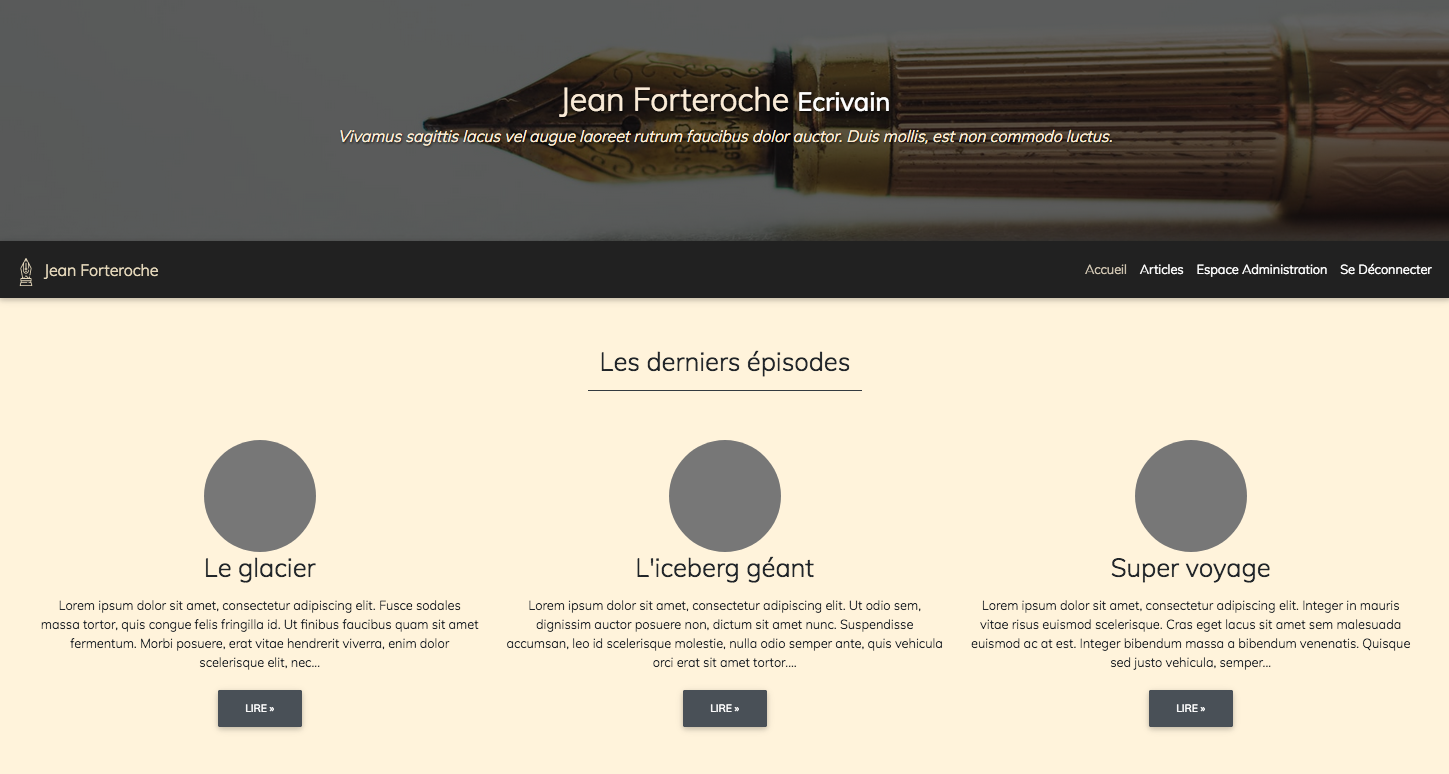 Jean Forteroche Ecrivain
Vivamus sagittis lacus vel augue laoreet rutrum faucibus dolor auctor. Duis mollis, est non commodo luctus.
Jean Forteroche
Accueil Articles Espace Administration Se Déconnecter
Les derniers épisodes
Le glacier
Lorem ipsum dolor sit amet, consectetur adipiscing elit. Fusce sodales
massa tortor, quis congue felis fringilla id. Ut finibus faucibus quam sit amet
fermentum. Morbi posuere, erat vitae hendrerit viverra, enim dolor
scelerisque elit, nec...
LIRE »
L'iceberg géant
Lorem ipsum dolor sit amet, consectetur adipiscing elit. Ut odio sem,
dignissim auctor posuere non, dictum sit amet nunc. Suspendisse
accumsan, leo id scelerisque molestie, nulla odio semper ante, quis vehicula
orci erat sit amet tortor....
LIRE »
Super voyage
Lorem ipsum dolor sit amet, consectetur adipiscing elit. Integer in mauris
vitae risus euismod scelerisque. Cras eget lacus sit amet sem malesuada
euismod ac at est. Integer bibendum massa a bibendum venenatis. Quisque
sed justo vehicula, semper...
LIRE »